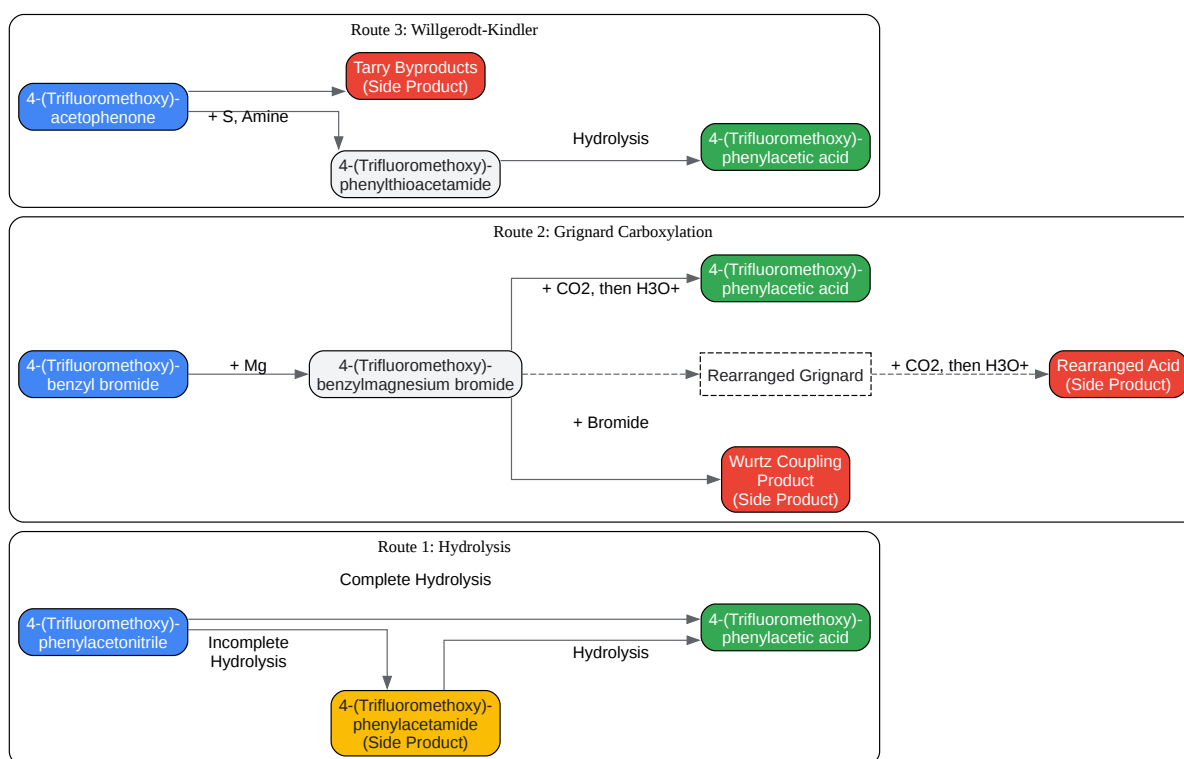 Route 3: Willgerodt-Kindler
Tarry Byproducts
(Side Product)
4-(Trifluoromethoxy)-
acetophenone
+ S, Amine
4-(Trifluoromethoxy)-
phenylthioacetamide
Hydrolysis
4-(Trifluoromethoxy)-
phenylacetic acid
Route 2: Grignard Carboxylation
4-(Trifluoromethoxy)-
phenylacetic acid
+ CO2, then H3O+
4-(Trifluoromethoxy)-
benzyl bromide
+ Mg
4-(Trifluoromethoxy)-
benzylmagnesium bromide
Rearranged Grignard
+ CO2, then H3O+
Rearranged Acid
(Side Product)
+ Bromide
Wurtz Coupling
Product
(Side Product)
Route 1: Hydrolysis
Complete Hydrolysis
4-(Trifluoromethoxy)-
phenylacetonitrile
Incomplete
Hydrolysis
Hydrolysis
4-(Trifluoromethoxy)-
phenylacetic acid
4-(Trifluoromethoxy)-
phenylacetamide
(Side Product)